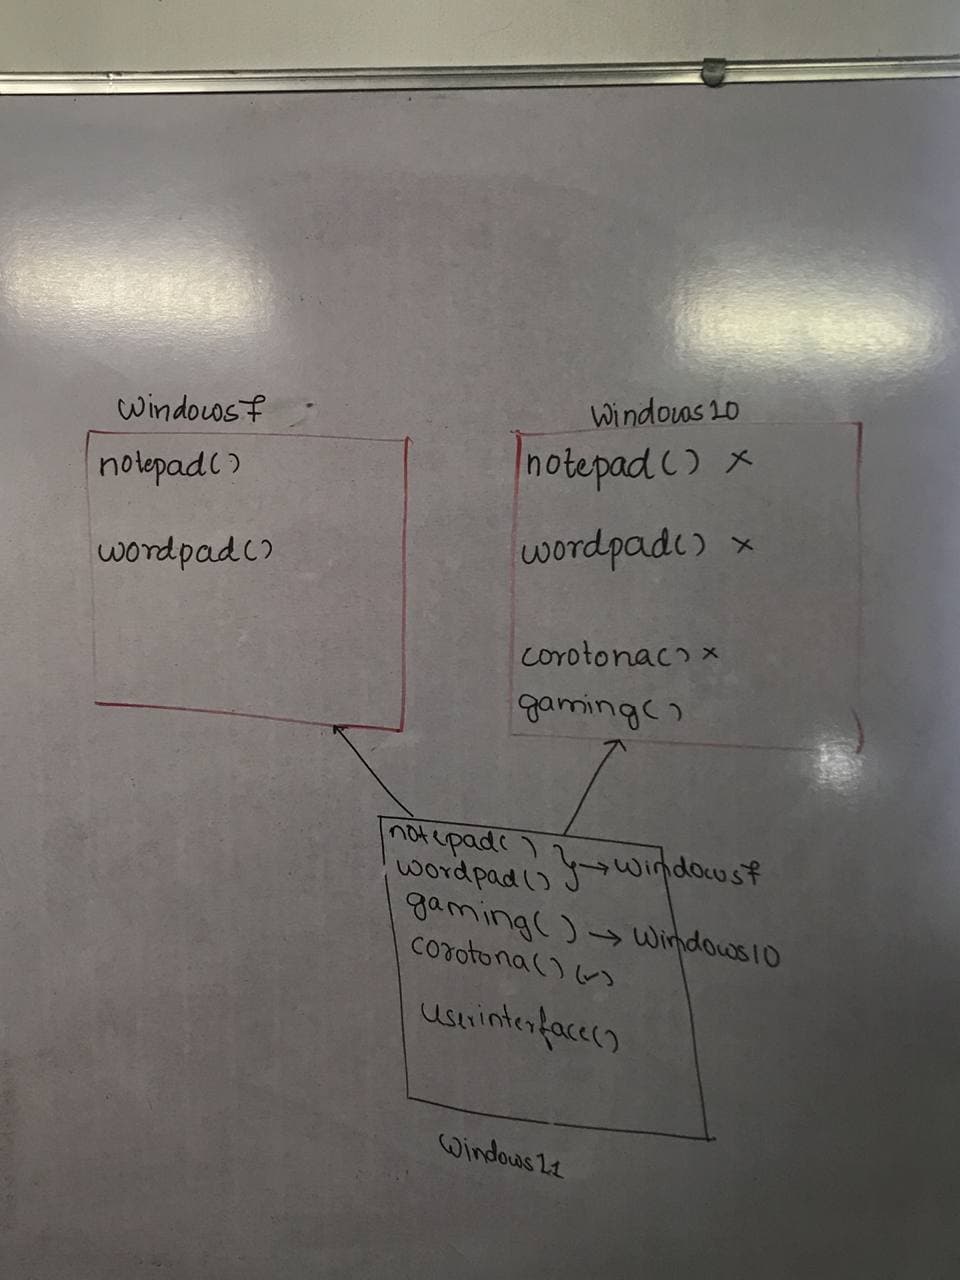 Windows7
notepad()
wordpad()
Windows10
notepad() ×
wordpad() ×
corotona() ×
gaming()
notepad()
wordpad() } → Windows7
gaming() → Windows10
corotona() (✓)
userinterface()
Windows11